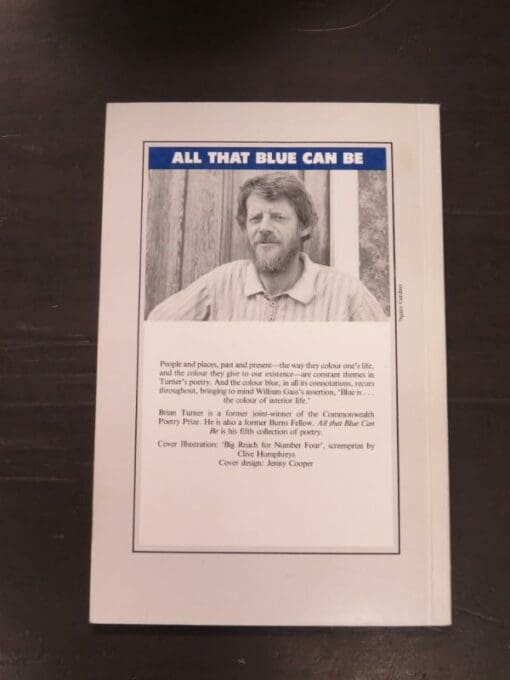 ALL THAT BLUE CAN BE
People and places, past and present—the way they colour one's life,
and the colour they give to our existence—are constant themes in
Turner's poetry. And the colour blue, in all its connotations, recurs
throughout, bringing to mind William Gass's assertion, 'Blue is . . .
the colour of interior life.'
Brian Turner is a former joint-winner of the Commonwealth
Poetry Prize. He is also a former Burns Fellow. All that Blue Can
Be is his fifth collection of poetry.
Cover Illustration: 'Big Reach for Number Four', screenprint by
Clive Humphreys
Cover design: Jenny Cooper